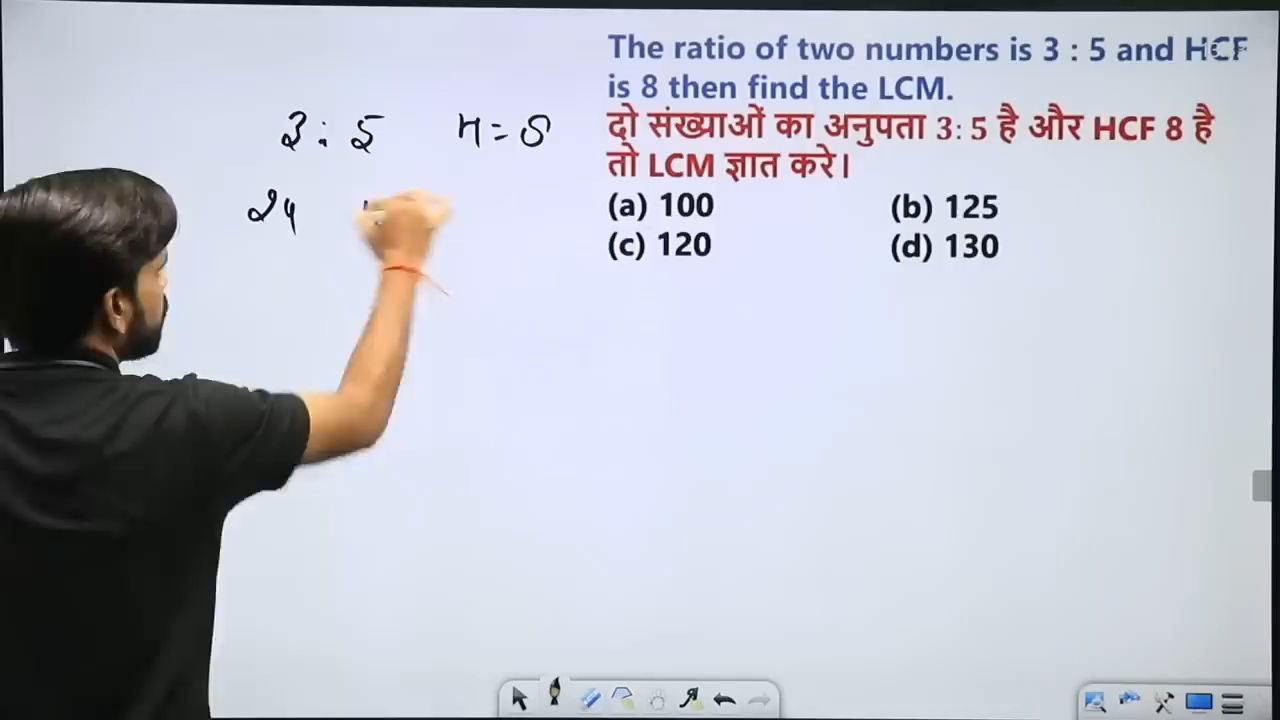 The ratio of two numbers is 3 : 5 and HCF
is 8 then find the LCM.
दो संख्याओं का अनुपता 3: 5 है और HCF 8 है
तो LCM ज्ञात करे।
(a) 100 (b) 125
(c) 120 (d) 130
3 : 5 H = 8
24